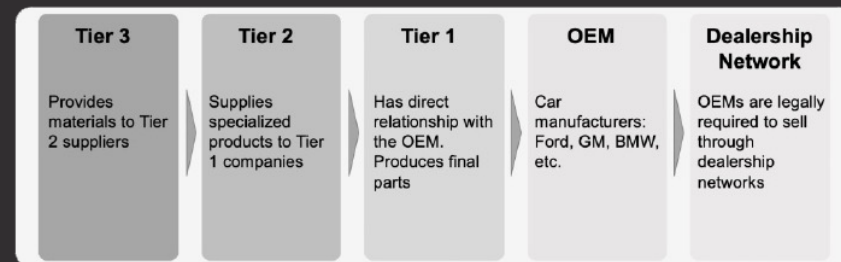 Tier 3
Provides
materials to Tier
2 suppliers
Tier 2
Supplies
specialized
products to Tier
1 companies
Tier 1
Has direct
relationship with
the OEM.
Produces final
parts
OEM
Car
manufacturers:
Ford, GM, BMW,
etc.
Dealership
Network
OEMs are legally
required to sell
through
dealership
networks